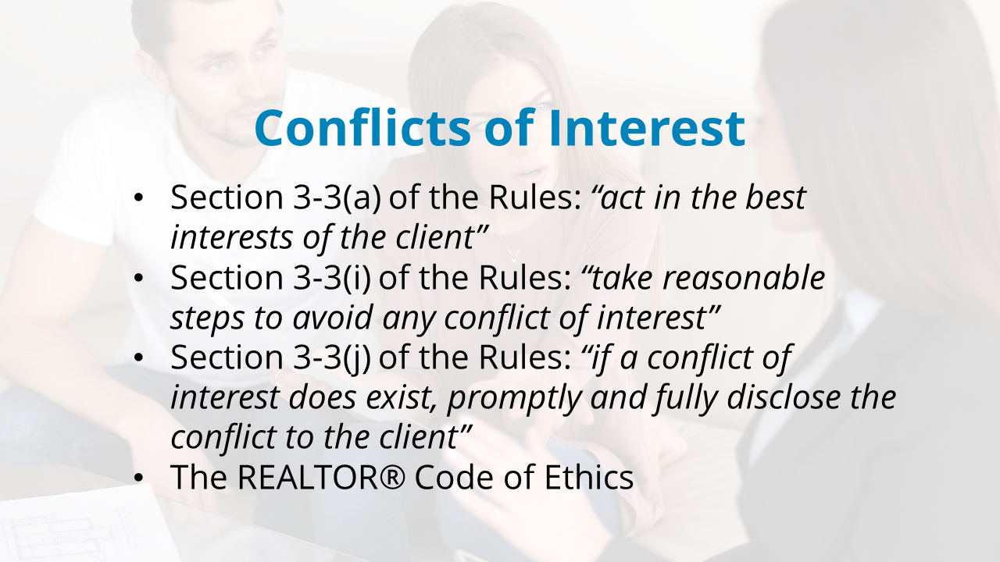 Conflicts of Interest
• Section 3-3(a) of the Rules: “act in the best
interests of the client”
• Section 3-3(i) of the Rules: “take reasonable
steps to avoid any conflict of interest”
• Section 3-3(j) of the Rules: “if a conflict of
interest does exist, promptly and fully disclose the
conflict to the client”
• The REALTOR® Code of Ethics